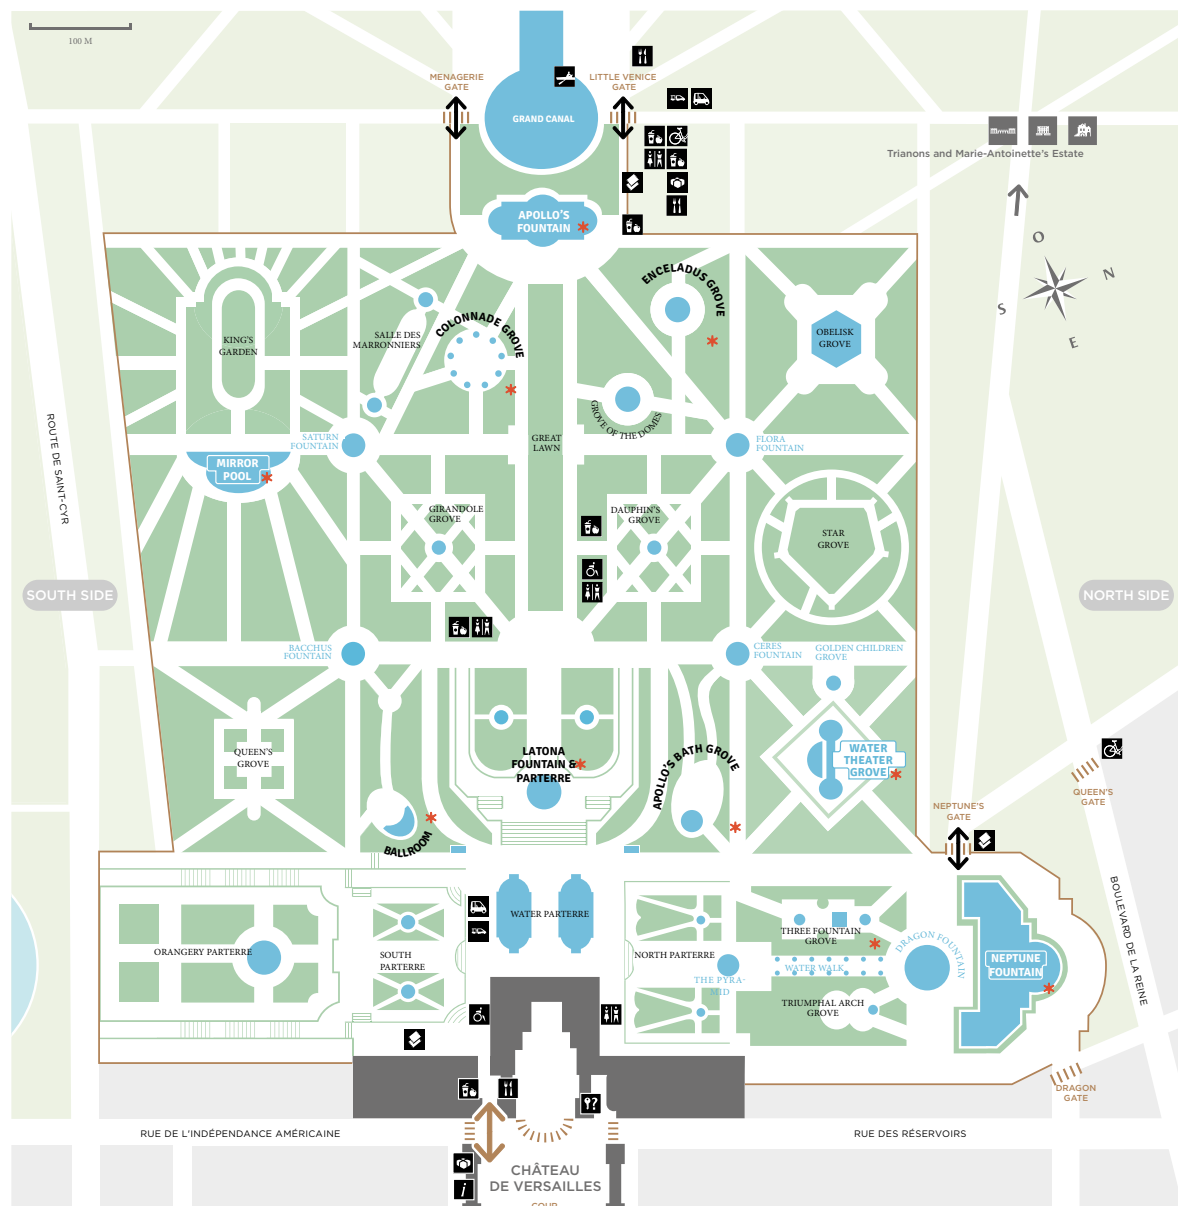 100 M
MENAGERIE
GATE
LITTLE VENICE
GATE
GRAND CANAL
Trianons and Marie-Antoinette's Estate
APOLLO'S
FOUNTAIN
O
N
S
E
ENCELADUS GROVE
COLONNADE GROVE
OBELISK
GROVE
KING'S
GARDEN
SALLE DES
MARRONNIERS
GROVE OF THE DOMES
ROUTE DE SAINT-CYR
SATURN
FOUNTAIN
GREAT
LAWN
FLORA
FOUNTAIN
MIRROR
POOL
GIRANDOLE
GROVE
DAUPHIN'S
GROVE
STAR
GROVE
SOUTH SIDE
NORTH SIDE
BACCHUS
FOUNTAIN
CERES
FOUNTAIN
GOLDEN CHILDREN
GROVE
QUEEN'S
GROVE
LATONA
FOUNTAIN &
PARTERRE
APOLLO'S BATH GROVE
WATER
THEATER
GROVE
QUEEN'S
GATE
NEPTUNE'S
GATE
BALLROOM
BOULEVARD DE LA REINE
WATER PARTERRE
THREE FOUNTAIN
GROVE
DRAGON FOUNTAIN
ORANGERY PARTERRE
SOUTH
PARTERRE
NORTH PARTERRE
WATER WALK
NEPTUNE
FOUNTAIN
THE PYRA-
MID
TRIUMPHAL ARCH
GROVE
DRAGON
GATE
?
RUE DE L'INDÉPENDANCE AMÉRICAINE
RUE DES RÉSERVOIRS
i
CHÂTEAU
DE VERSAILLES
COUR